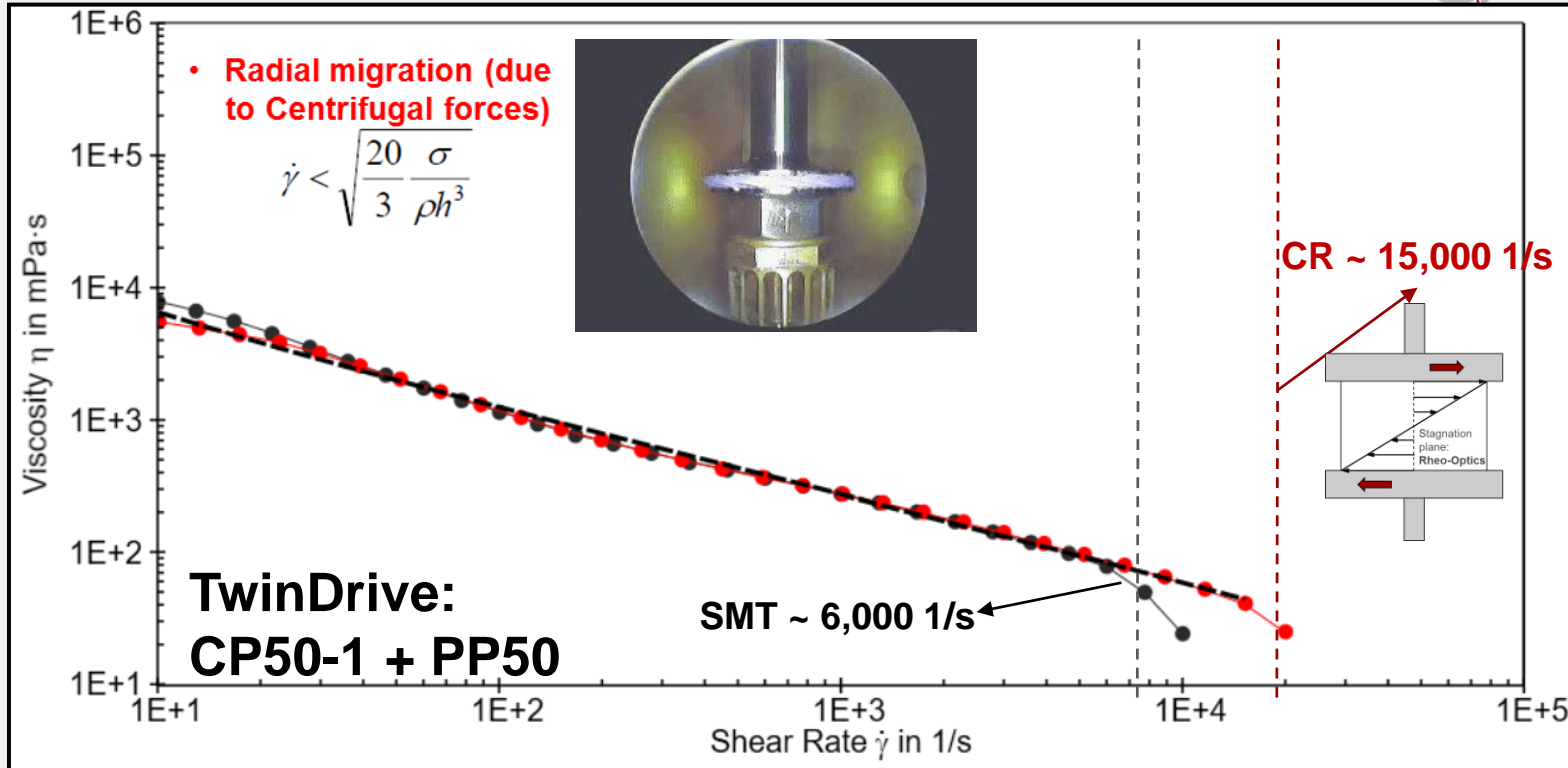 1E+6
1E+5
1E+4
1E+3
1E+2
1E+1
Viscosity η in mPa·s
• Radial migration (due
to Centrifugal forces)
γ̇ < √(20/3 σ/ρh³)
CR ~ 15,000 1/s
Stagnation
plane:
Rheo-Optics
SMT ~ 6,000 1/s
TwinDrive:
CP50-1 + PP50
1E+1 1E+2 1E+3 1E+4 1E+5
Shear Rate γ̇ in 1/s